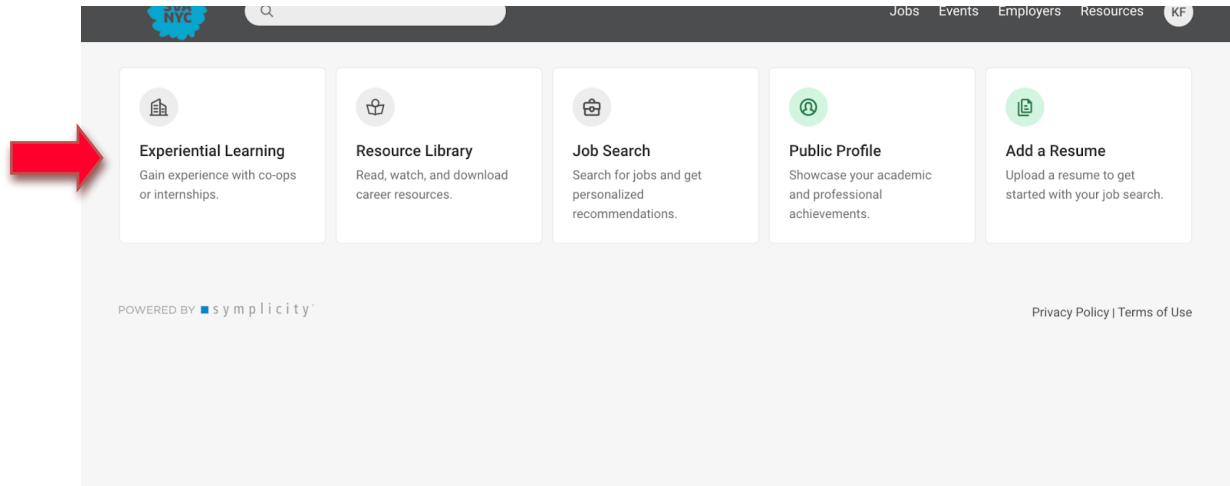 SVA
NYC
Jobs Events Employers Resources KF
Experiential Learning
Gain experience with co-ops
or internships.
Resource Library
Read, watch, and download
career resources.
Job Search
Search for jobs and get
personalized
recommendations.
Public Profile
Showcase your academic
and professional
achievements.
Add a Resume
Upload a resume to get
started with your job search.
POWERED BY symplicity
Privacy Policy | Terms of Use